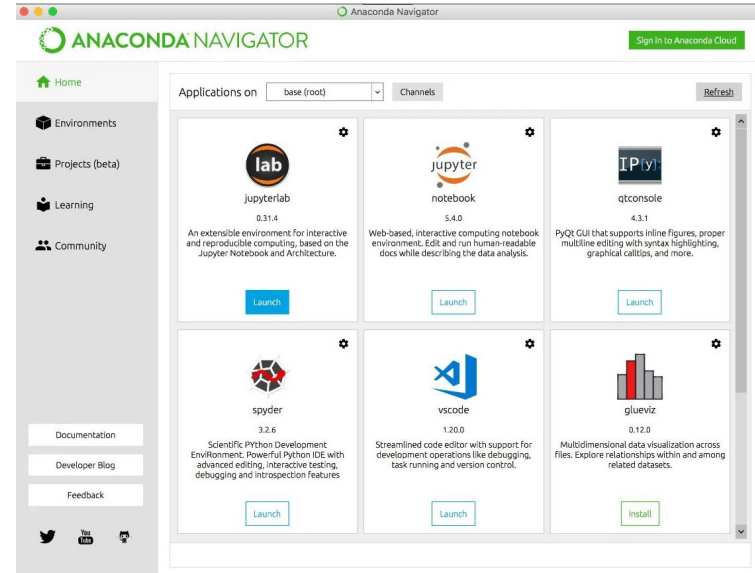 Anaconda Navigator
ANACONDA NAVIGATOR
Sign in to Anaconda Cloud
Home
Environments
Projects (beta)
Learning
Community
Documentation
Developer Blog
Feedback
You
Tube
Applications on
base (root)
Channels
Refresh
lab
jupyterlab
0.31.4
An extensible environment for interactive
and reproducible computing, based on the
Jupyter Notebook and Architecture.
Launch
jupyter
notebook
5.4.0
Web-based, interactive computing notebook
environment. Edit and run human-readable
docs while describing the data analysis.
Launch
IP[y]:
qtconsole
4.3.1
PyQt GUI that supports inline figures, proper
multiline editing with syntax highlighting,
graphical calltips, and more.
Launch
spyder
3.2.6
Scientific PYthon Development
EnviRonment. Powerful Python IDE with
advanced editing, interactive testing,
debugging and introspection features
Launch
vscode
1.20.0
Streamlined code editor with support for
development operations like debugging,
task running and version control.
Launch
glueviz
0.12.0
Multidimensional data visualization across
files. Explore relationships within and among
related datasets.
Install